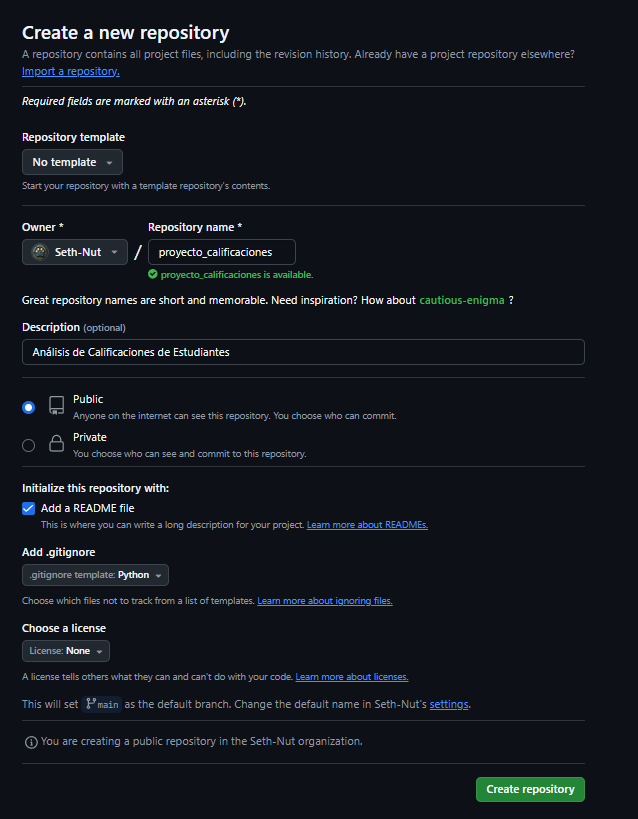 Create a new repository
A repository contains all project files, including the revision history. Already have a project repository elsewhere?
Import a repository.
Required fields are marked with an asterisk (*).
Repository template
No template
Start your repository with a template repository's contents.
Owner * Repository name *
Seth-Nut / proyecto_calificaciones
proyecto_calificaciones is available.
Great repository names are short and memorable. Need inspiration? How about cautious-enigma ?
Description (optional)
Análisis de Calificaciones de Estudiantes
Public
Anyone on the internet can see this repository. You choose who can commit.
Private
You choose who can see and commit to this repository.
Initialize this repository with:
Add a README file
This is where you can write a long description for your project. Learn more about READMEs.
Add .gitignore
.gitignore template: Python
Choose which files not to track from a list of templates. Learn more about ignoring files.
Choose a license
License: None
A license tells others what they can and can't do with your code. Learn more about licenses.
This will set main as the default branch. Change the default name in Seth-Nut's settings.
You are creating a public repository in the Seth-Nut organization.
Create repository